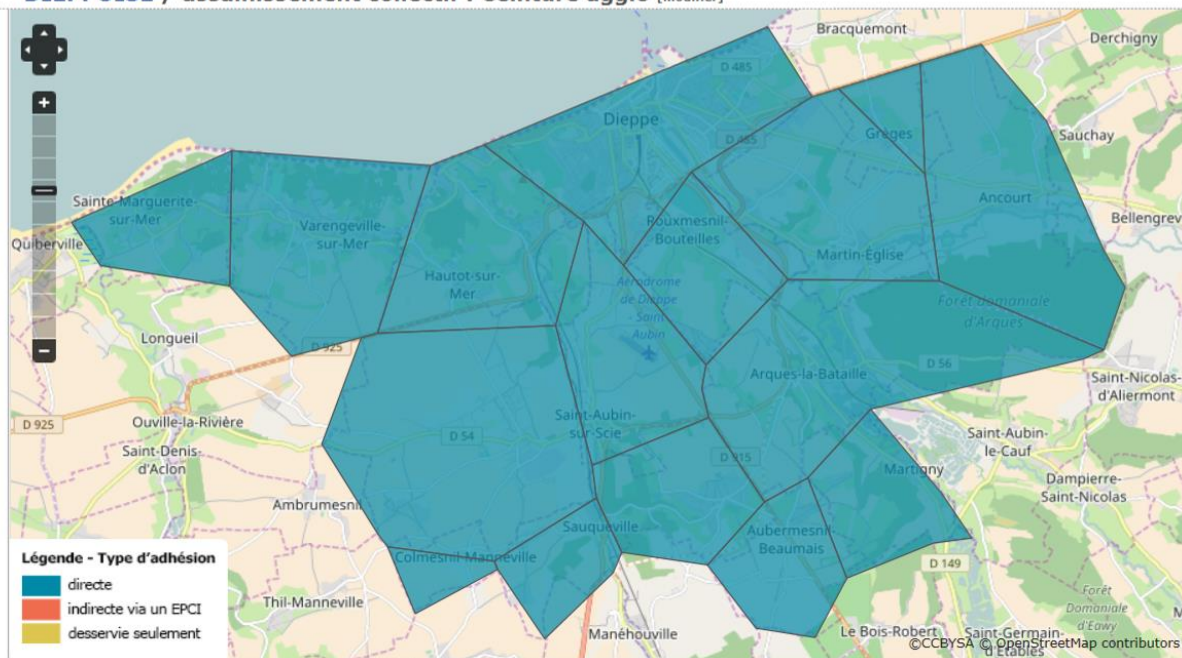 Bracquemont
Derchigny
D 485
Dieppe
Grèges
Sauchay
Sainte-Marguerite-
sur-Mer
Ancourt
Quiberville
Varengeville-
sur-Mer
Rouxmesnil-
Bouteilles
Bellengrev
Hautot-sur-
Mer
Martin-Église
Aérodrome
de Dieppe
- Saint
Aubin
Forêt domaniale
d'Arques
Longueil
D 925
Arques-la-Bataille
D 56
Saint-Nicolas-
d'Aliermont
D 925
Ouville-la-Rivière
Saint-Aubin-
sur-Scie
D 54
Saint-Denis-
d'Aclon
D 915
Martigny
Saint-Aubin-
le-Cauf
Dampierre-
Saint-Nicolas
Ambrumesnil
Sauqueville
Aubermesnil-
Beaumais
Colmesnil-Manneville
D 149
Légende - Type d'adhésion
directe
indirecte via un EPCI
desservie seulement
Thil-Manneville
Manéhouville
Le Bois-Robert
Forêt
Domaniale
d'Eawy
Saint-Germain-
d'Étables
©CCBYSA © OpenStreetMap contributors